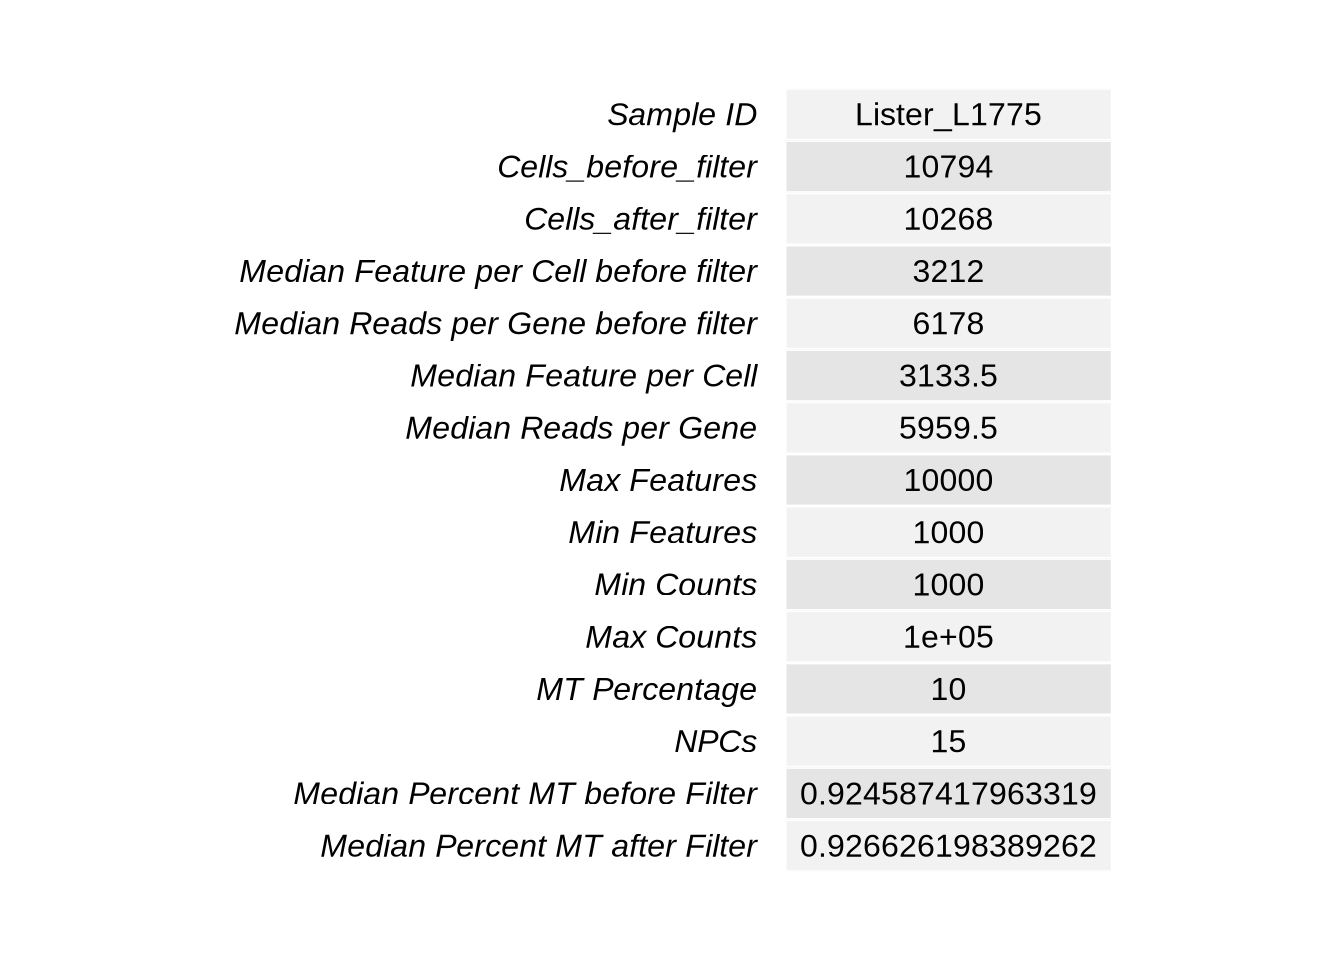 Sample ID Lister_L1775
Cells_before_filter 10794
Cells_after_filter 10268
Median Feature per Cell before filter 3212
Median Reads per Gene before filter 6178
Median Feature per Cell 3133.5
Median Reads per Gene 5959.5
Max Features 10000
Min Features 1000
Min Counts 1000
Max Counts 1e+05
MT Percentage 10
NPCs 15
Median Percent MT before Filter 0.924587417963319
Median Percent MT after Filter 0.926626198389262